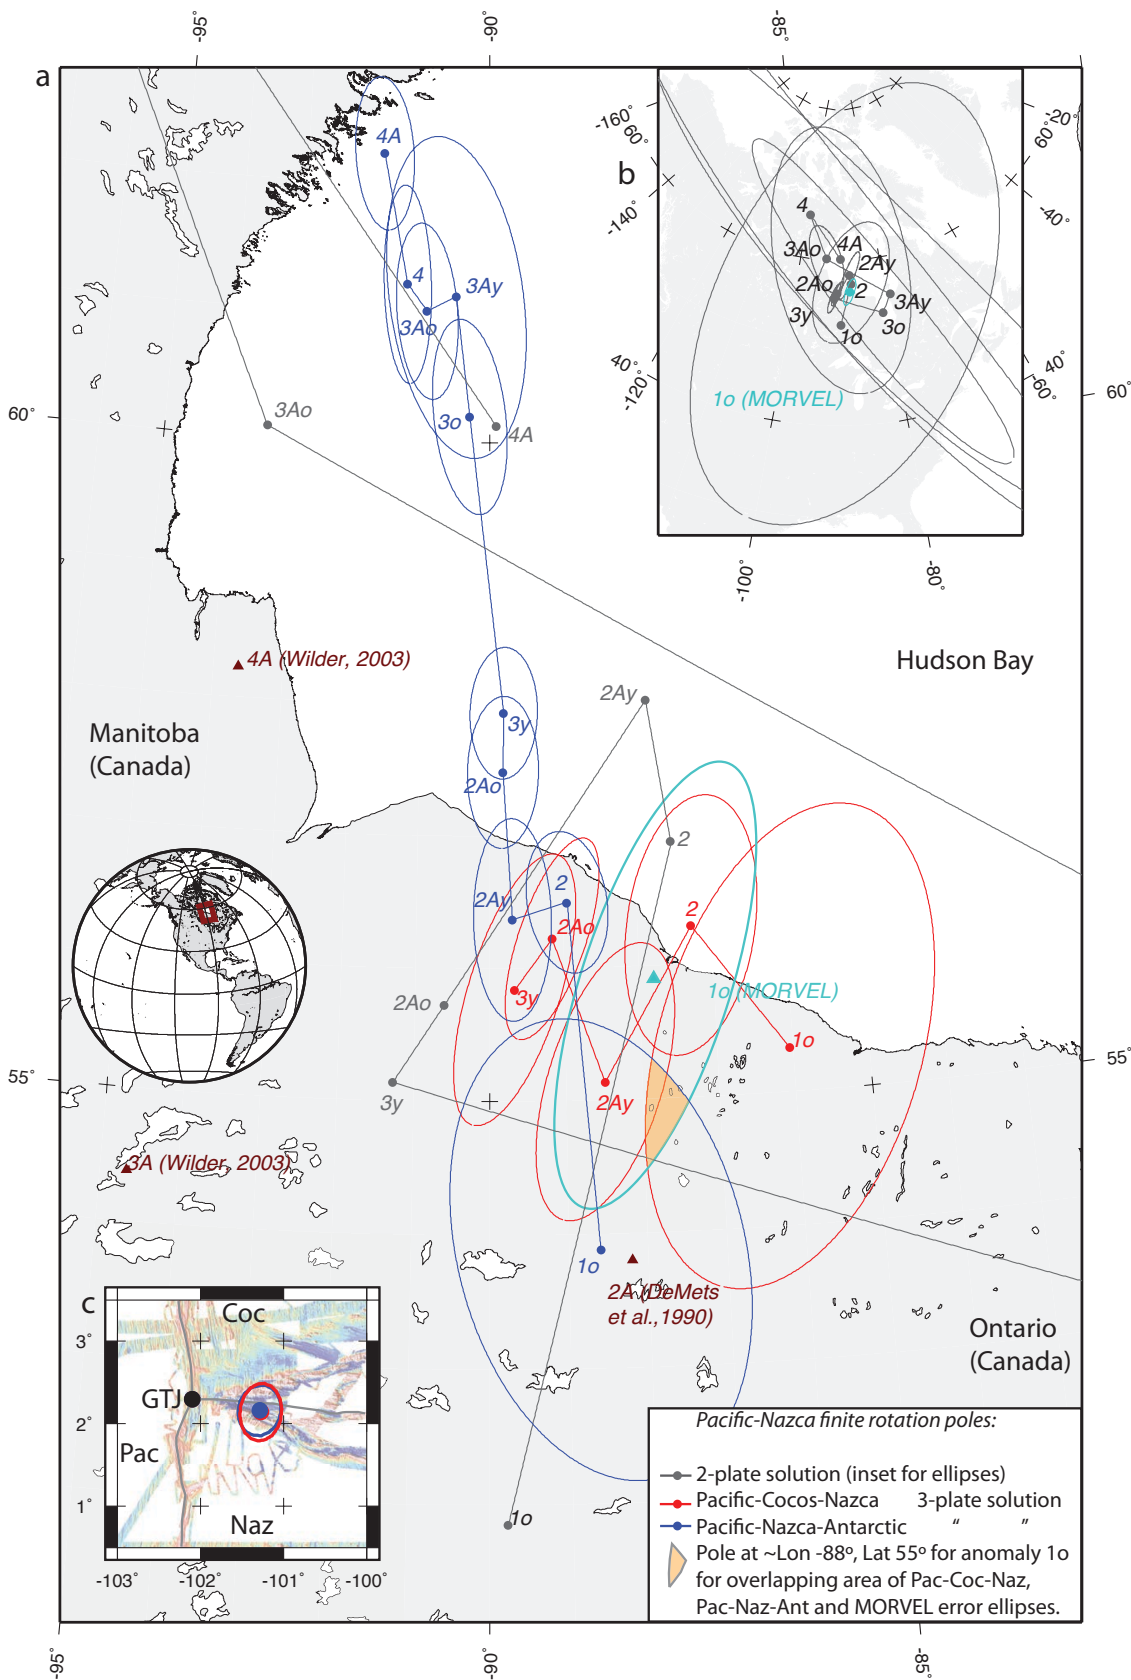 -95°
-90°
-85°
a
b
-160°
60°
-140°
-120°
40°
-20°
60°
-40°
40°
-60°
-100°
-80°
4
3Ao
4A
2Ay
2Ao
2
3Ay
3y
3o
1o
1o (MORVEL)
4A
4
3Ay
3Ao
3o
4A
3Ao
60°
60°
4A (Wilder, 2003)
Hudson Bay
2Ay
Manitoba
(Canada)
3y
2Ao
2
2
2Ay
2Ao
2
3y
2Ao
1o (MORVEL)
1o
55°
55°
3y
2Ay
3A (Wilder, 2003)
1o
2A (DeMets
et al.,1990)
Ontario
(Canada)
c
Coc
3°
GTJ
2°
Pac
1°
Naz
-103
-102
-101
-100
1o
Pacific-Nazca finite rotation poles:
2-plate solution (inset for ellipses)
Pacific-Cocos-Nazca 3-plate solution
Pacific-Nazca-Antarctic “ ”
Pole at ~Lon -88º, Lat 55º for anomaly 1o
for overlapping area of Pac-Coc-Naz,
Pac-Naz-Ant and MORVEL error ellipses.
-95°
-90°
-85°